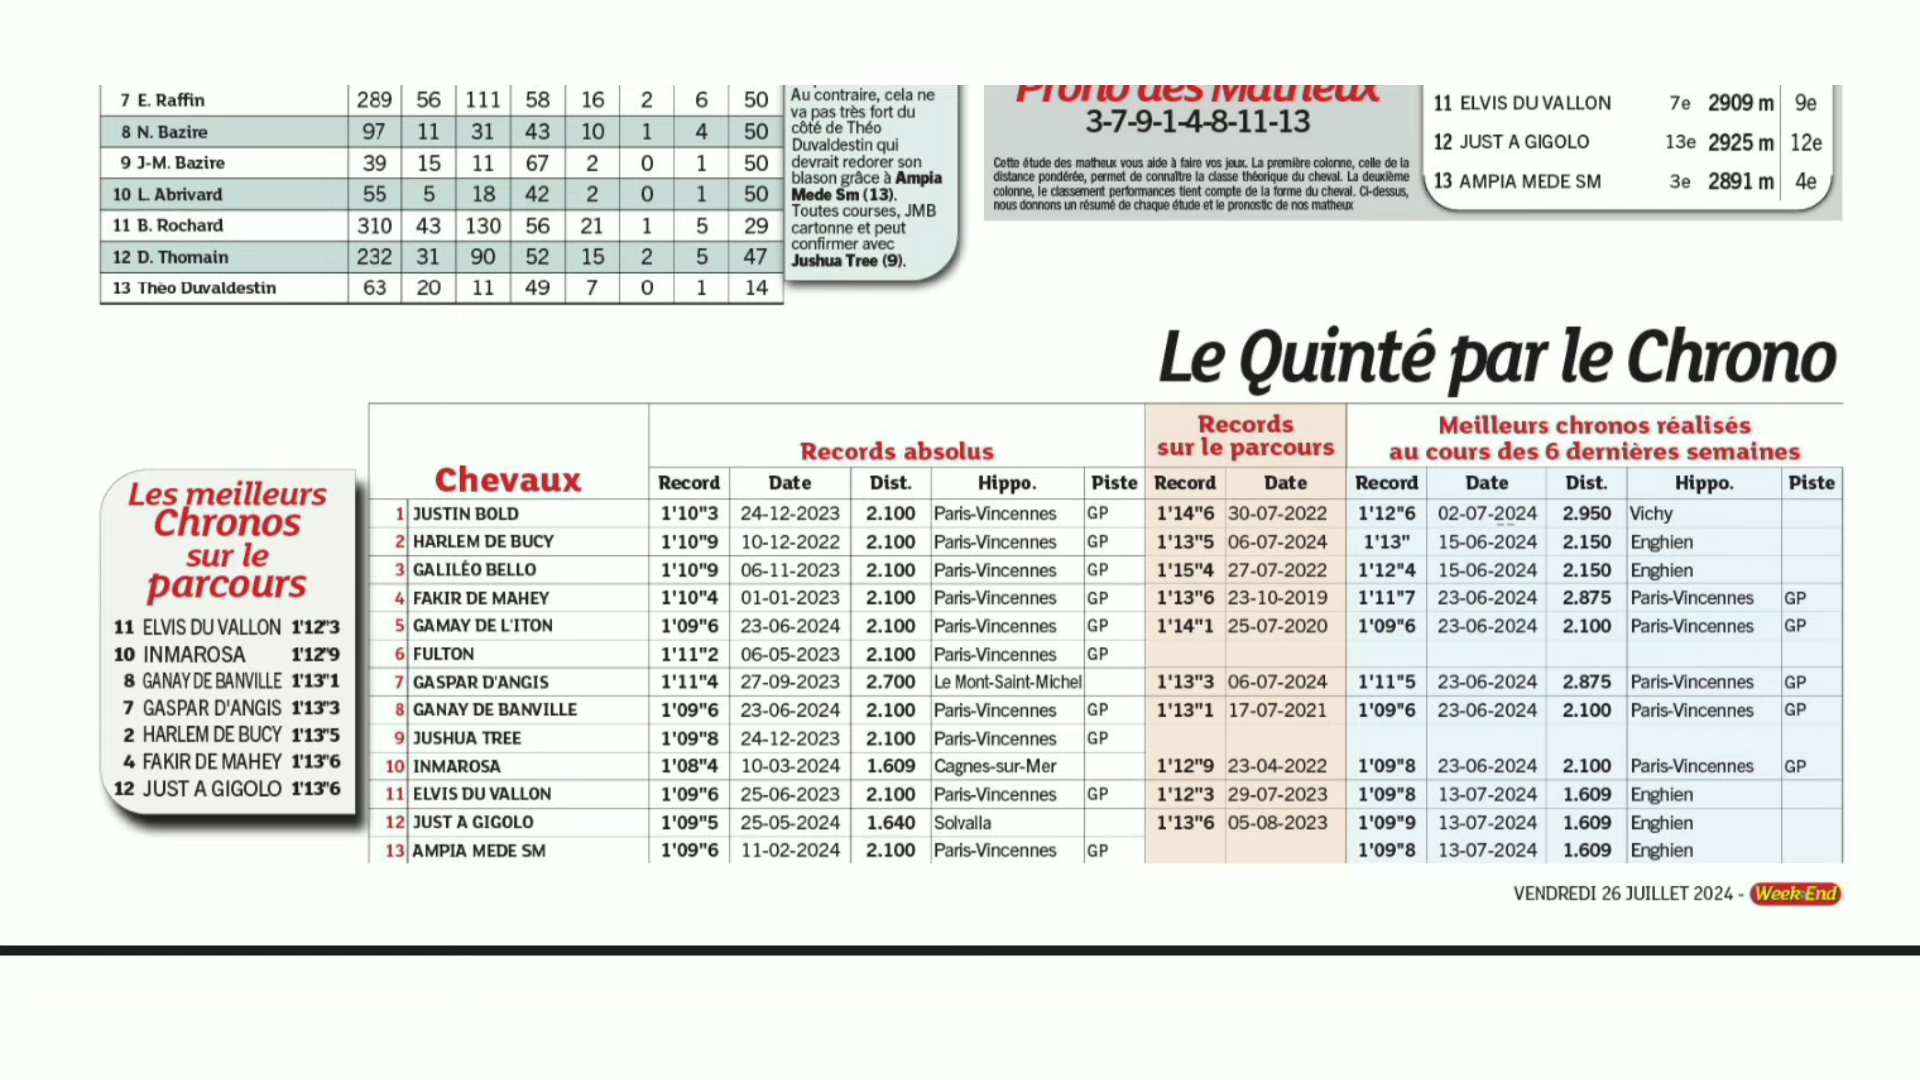 7 E. Raffin 289 56 111 58 16 2 6 50
8 N. Bazire 97 11 31 43 10 1 4 50
9 J-M. Bazire 39 15 11 67 2 0 1 50
10 L. Abrivard 55 5 18 42 2 0 1 50
11 B. Rochard 310 43 130 56 21 1 5 29
12 D. Thomain 232 31 90 52 15 2 5 47
13 Théo Duvaldestin 63 20 11 49 7 0 1 14
Au contraire, cela ne
va pas très fort du
côté de Théo
Duvaldestin qui
devrait redorer son
blason grâce à Ampia
Mede Sm (13).
Toutes courses, JMB
cartonne et peut
confirmer avec
Jushua Tree (9).
Prono des Matheux
3-7-9-1-4-8-11-13
Cette étude des matheux vous aide à faire vos jeux. La première colonne, celle de la
distance pondérée, permet de connaître la classe théorique du cheval. La deuxième
colonne, le classement performances tient compte de la forme du cheval. Ci-dessus,
nous donnons un résumé de chaque étude et le pronostic de nos matheux
11 ELVIS DU VALLON 7e 2909 m 9e
12 JUST A GIGOLO 13e 2925 m 12e
13 AMPIA MEDE SM 3e 2891 m 4e
Le Quinté par le Chrono
Les meilleurs
Chronos
sur le
parcours
11 ELVIS DU VALLON 1'12"3
10 INMAROSA 1'12"9
8 GANAY DE BANVILLE 1'13"1
7 GASPAR D'ANGIS 1'13"3
2 HARLEM DE BUCY 1'13"5
4 FAKIR DE MAHEY 1'13"6
12 JUST A GIGOLO 1'13"6
Chevaux
Records absolus
Records
sur le parcours
Meilleurs chronos réalisés
au cours des 6 dernières semaines
Record Date Dist. Hippo. Piste Record Date Record Date Dist. Hippo. Piste
1 JUSTIN BOLD 1'10"3 24-12-2023 2.100 Paris-Vincennes GP 1'14"6 30-07-2022 1'12"6 02-07-2024 2.950 Vichy
2 HARLEM DE BUCY 1'10"9 10-12-2022 2.100 Paris-Vincennes GP 1'13"5 06-07-2024 1'13" 15-06-2024 2.150 Enghien
3 GALILÉO BELLO 1'10"9 06-11-2023 2.100 Paris-Vincennes GP 1'15"4 27-07-2022 1'12"4 15-06-2024 2.150 Enghien
4 FAKIR DE MAHEY 1'10"4 01-01-2023 2.100 Paris-Vincennes GP 1'13"6 23-10-2019 1'11"7 23-06-2024 2.875 Paris-Vincennes GP
5 GAMAY DE L'ITON 1'09"6 23-06-2024 2.100 Paris-Vincennes GP 1'14"1 25-07-2020 1'09"6 23-06-2024 2.100 Paris-Vincennes GP
6 FULTON 1'11"2 06-05-2023 2.100 Paris-Vincennes GP
7 GASPAR D'ANGIS 1'11"4 27-09-2023 2.700 Le Mont-Saint-Michel 1'13"3 06-07-2024 1'11"5 23-06-2024 2.875 Paris-Vincennes GP
8 GANAY DE BANVILLE 1'09"6 23-06-2024 2.100 Paris-Vincennes GP 1'13"1 17-07-2021 1'09"6 23-06-2024 2.100 Paris-Vincennes GP
9 JUSHUA TREE 1'09"8 24-12-2023 2.100 Paris-Vincennes GP
10 INMAROSA 1'08"4 10-03-2024 1.609 Cagnes-sur-Mer 1'12"9 23-04-2022 1'09"8 23-06-2024 2.100 Paris-Vincennes GP
11 ELVIS DU VALLON 1'09"6 25-06-2023 2.100 Paris-Vincennes GP 1'12"3 29-07-2023 1'09"8 13-07-2024 1.609 Enghien
12 JUST A GIGOLO 1'09"5 25-05-2024 1.640 Solvalla 1'13"6 05-08-2023 1'09"9 13-07-2024 1.609 Enghien
13 AMPIA MEDE SM 1'09"6 11-02-2024 2.100 Paris-Vincennes GP 1'09"8 13-07-2024 1.609 Enghien
VENDREDI 26 JUILLET 2024 - Week-End